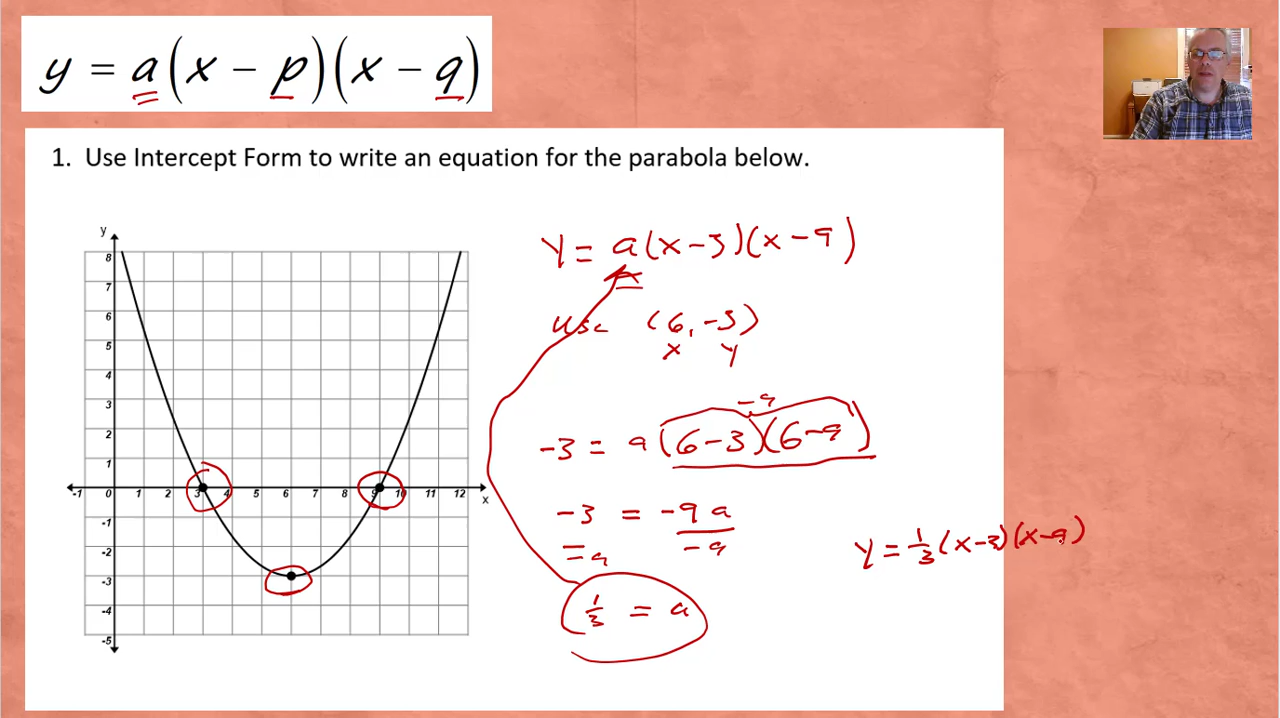 y = a(x − p)(x − q)
1. Use Intercept Form to write an equation for the parabola below.
y
8
7
6
5
4
3
2
1
-1 0 1 2 3 4 5 6 7 8 9 10 11 12 x
-1
-2
-3
-4
-5
Y = a(x-3)(x-9)
use (6, -3)
x y
-9
-3 = a(6-3)(6-9)
-3 = -9a
-9 -9
1/3 = a
Y = 1/3 (x-3)(x-9)